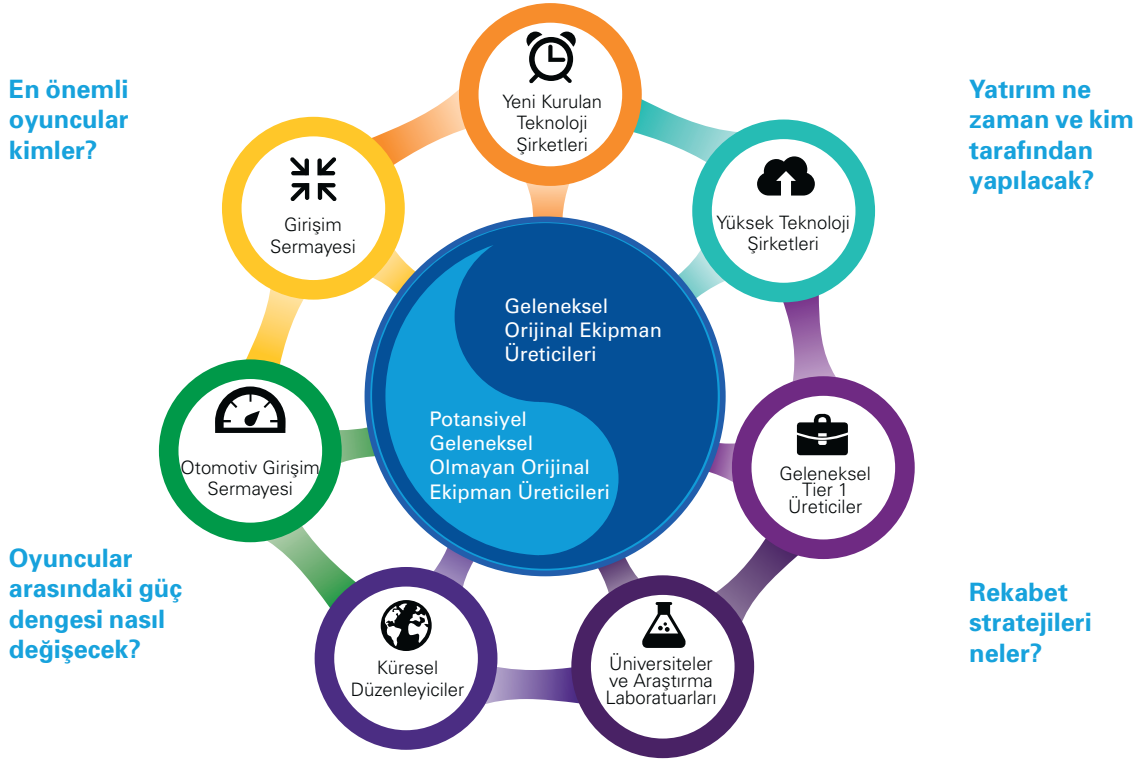 En önemli
oyuncular
kimler?
Yatırım ne
zaman ve kim
tarafından
yapılacak?
Yeni Kurulan
Teknoloji
Şirketleri
Girişim
Sermayesi
Yüksek Teknoloji
Şirketleri
Geleneksel
Orijinal Ekipman
Üreticileri
Potansiyel
Geleneksel
Olmayan Orijinal
Ekipman Üreticileri
Otomotiv Girişim
Sermayesi
Geleneksel
Tier 1
Üreticiler
Oyuncular
arasındaki güç
dengesi nasıl
değişecek?
Küresel
Düzenleyiciler
Üniversiteler
ve Araştırma
Laboratuarları
Rekabet
stratejileri
neler?